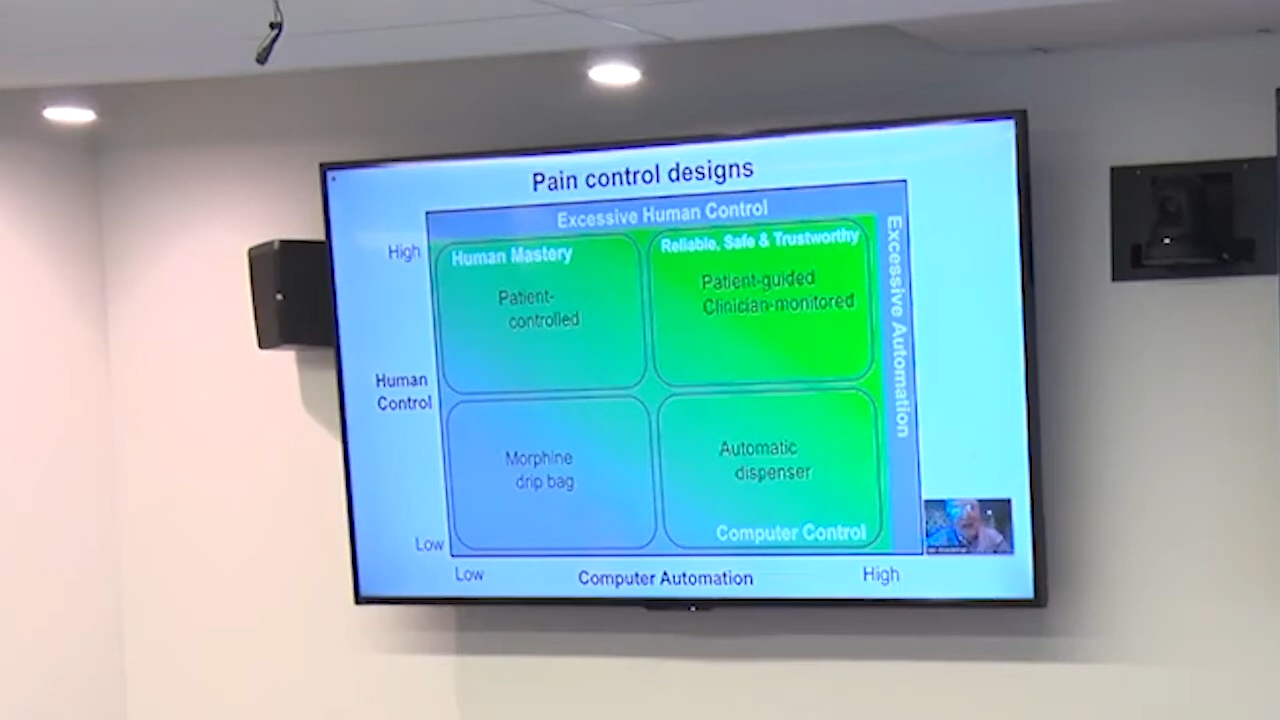 Pain control designs
Excessive Human Control
High
Human Mastery
Patient-
controlled
Reliable, Safe & Trustworthy
Patient-guided
Clinician-monitored
Excessive Automation
Human
Control
Morphine
drip bag
Automatic
dispenser
Computer Control
Low
Low
Computer Automation
High